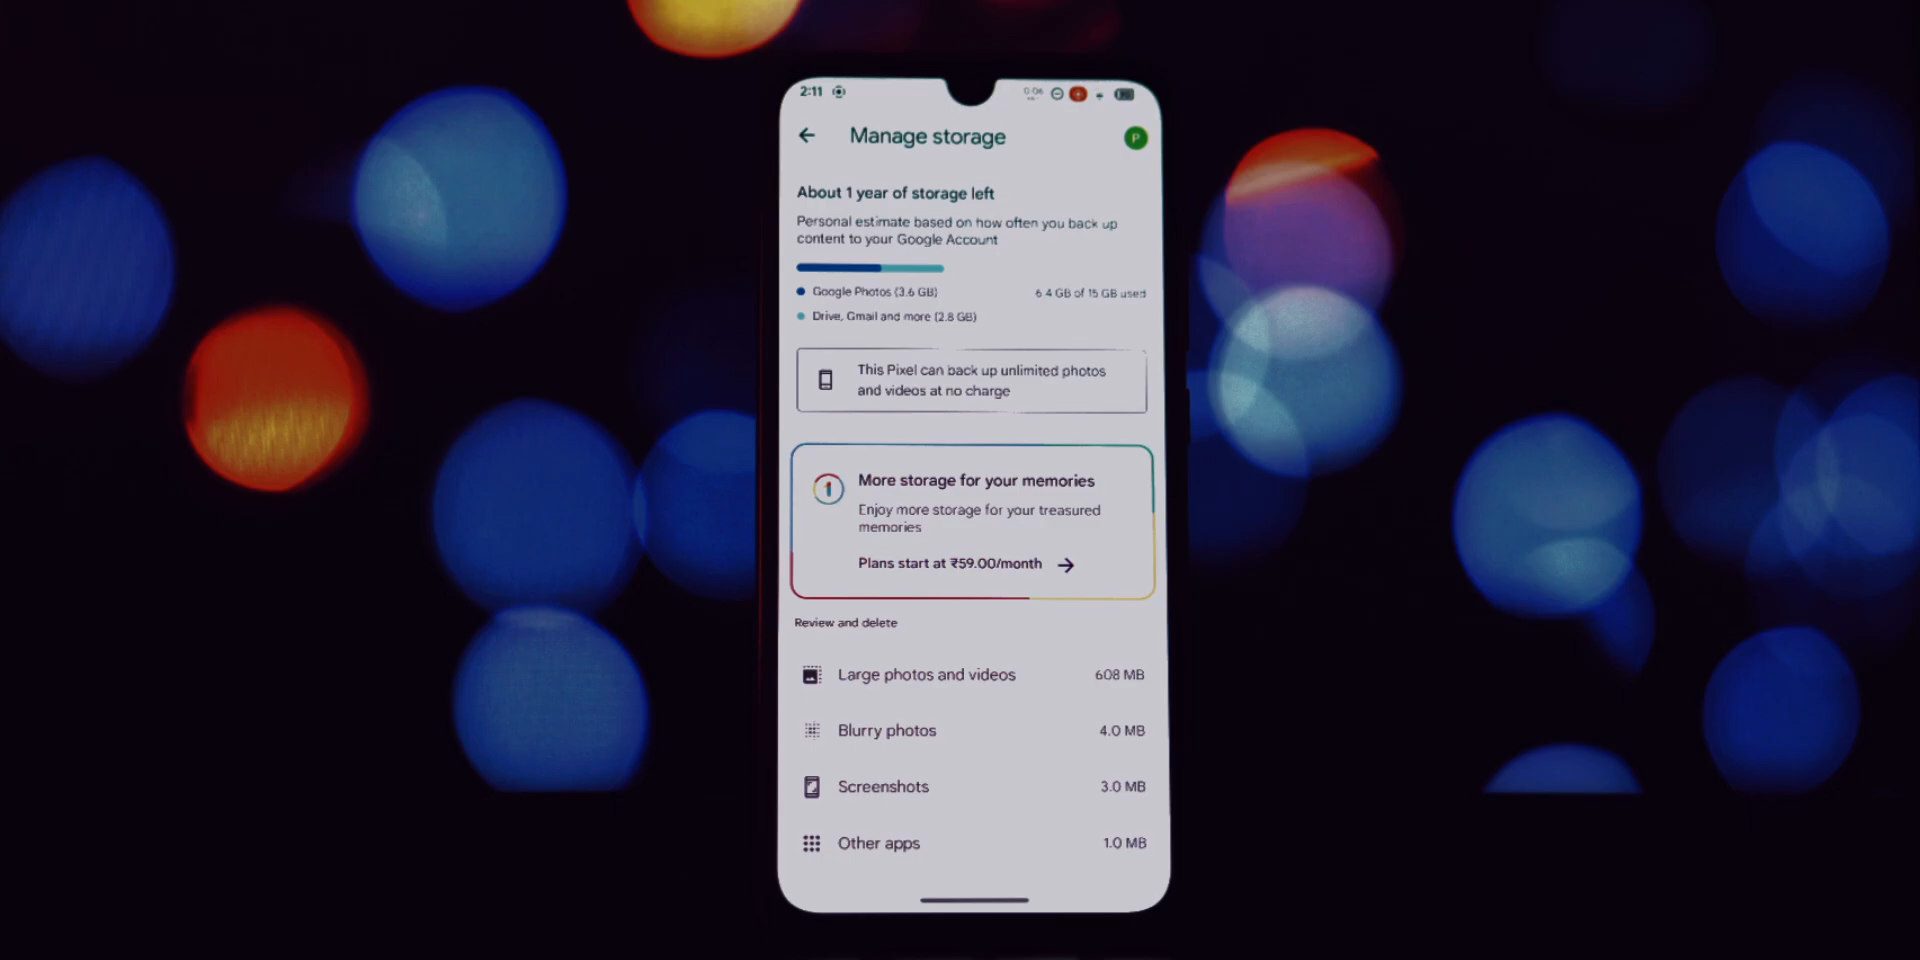 2:11
0:06
Manage storage
P
About 1 year of storage left
Personal estimate based on how often you back up
content to your Google Account
Google Photos (3.6 GB)
6.4 GB of 15 GB used
Drive, Gmail and more (2.8 GB)
This Pixel can back up unlimited photos
and videos at no charge
1
More storage for your memories
Enjoy more storage for your treasured
memories
Plans start at ₹59.00/month
Review and delete
Large photos and videos 608 MB
Blurry photos 4.0 MB
Screenshots 3.0 MB
Other apps 1.0 MB